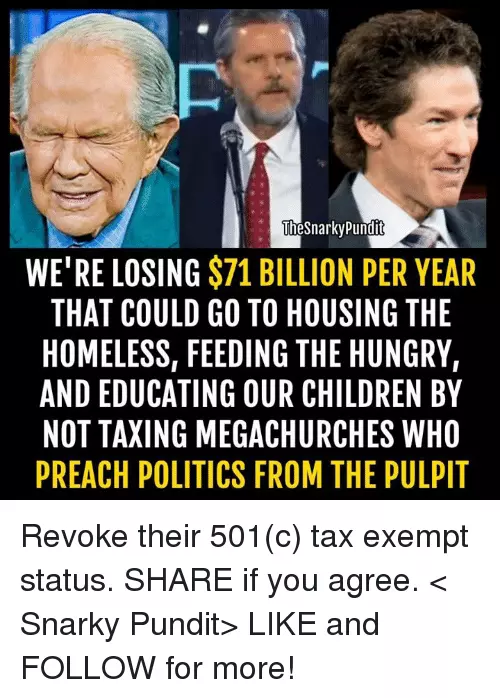 TheSnarkyPundit
WE'RE LOSING $71 BILLION PER YEAR
THAT COULD GO TO HOUSING THE
HOMELESS, FEEDING THE HUNGRY,
AND EDUCATING OUR CHILDREN BY
NOT TAXING MEGACHURCHES WHO
PREACH POLITICS FROM THE PULPIT
Revoke their 501(c) tax exempt
status. SHARE if you agree. <
Snarky Pundit> LIKE and
FOLLOW for more!